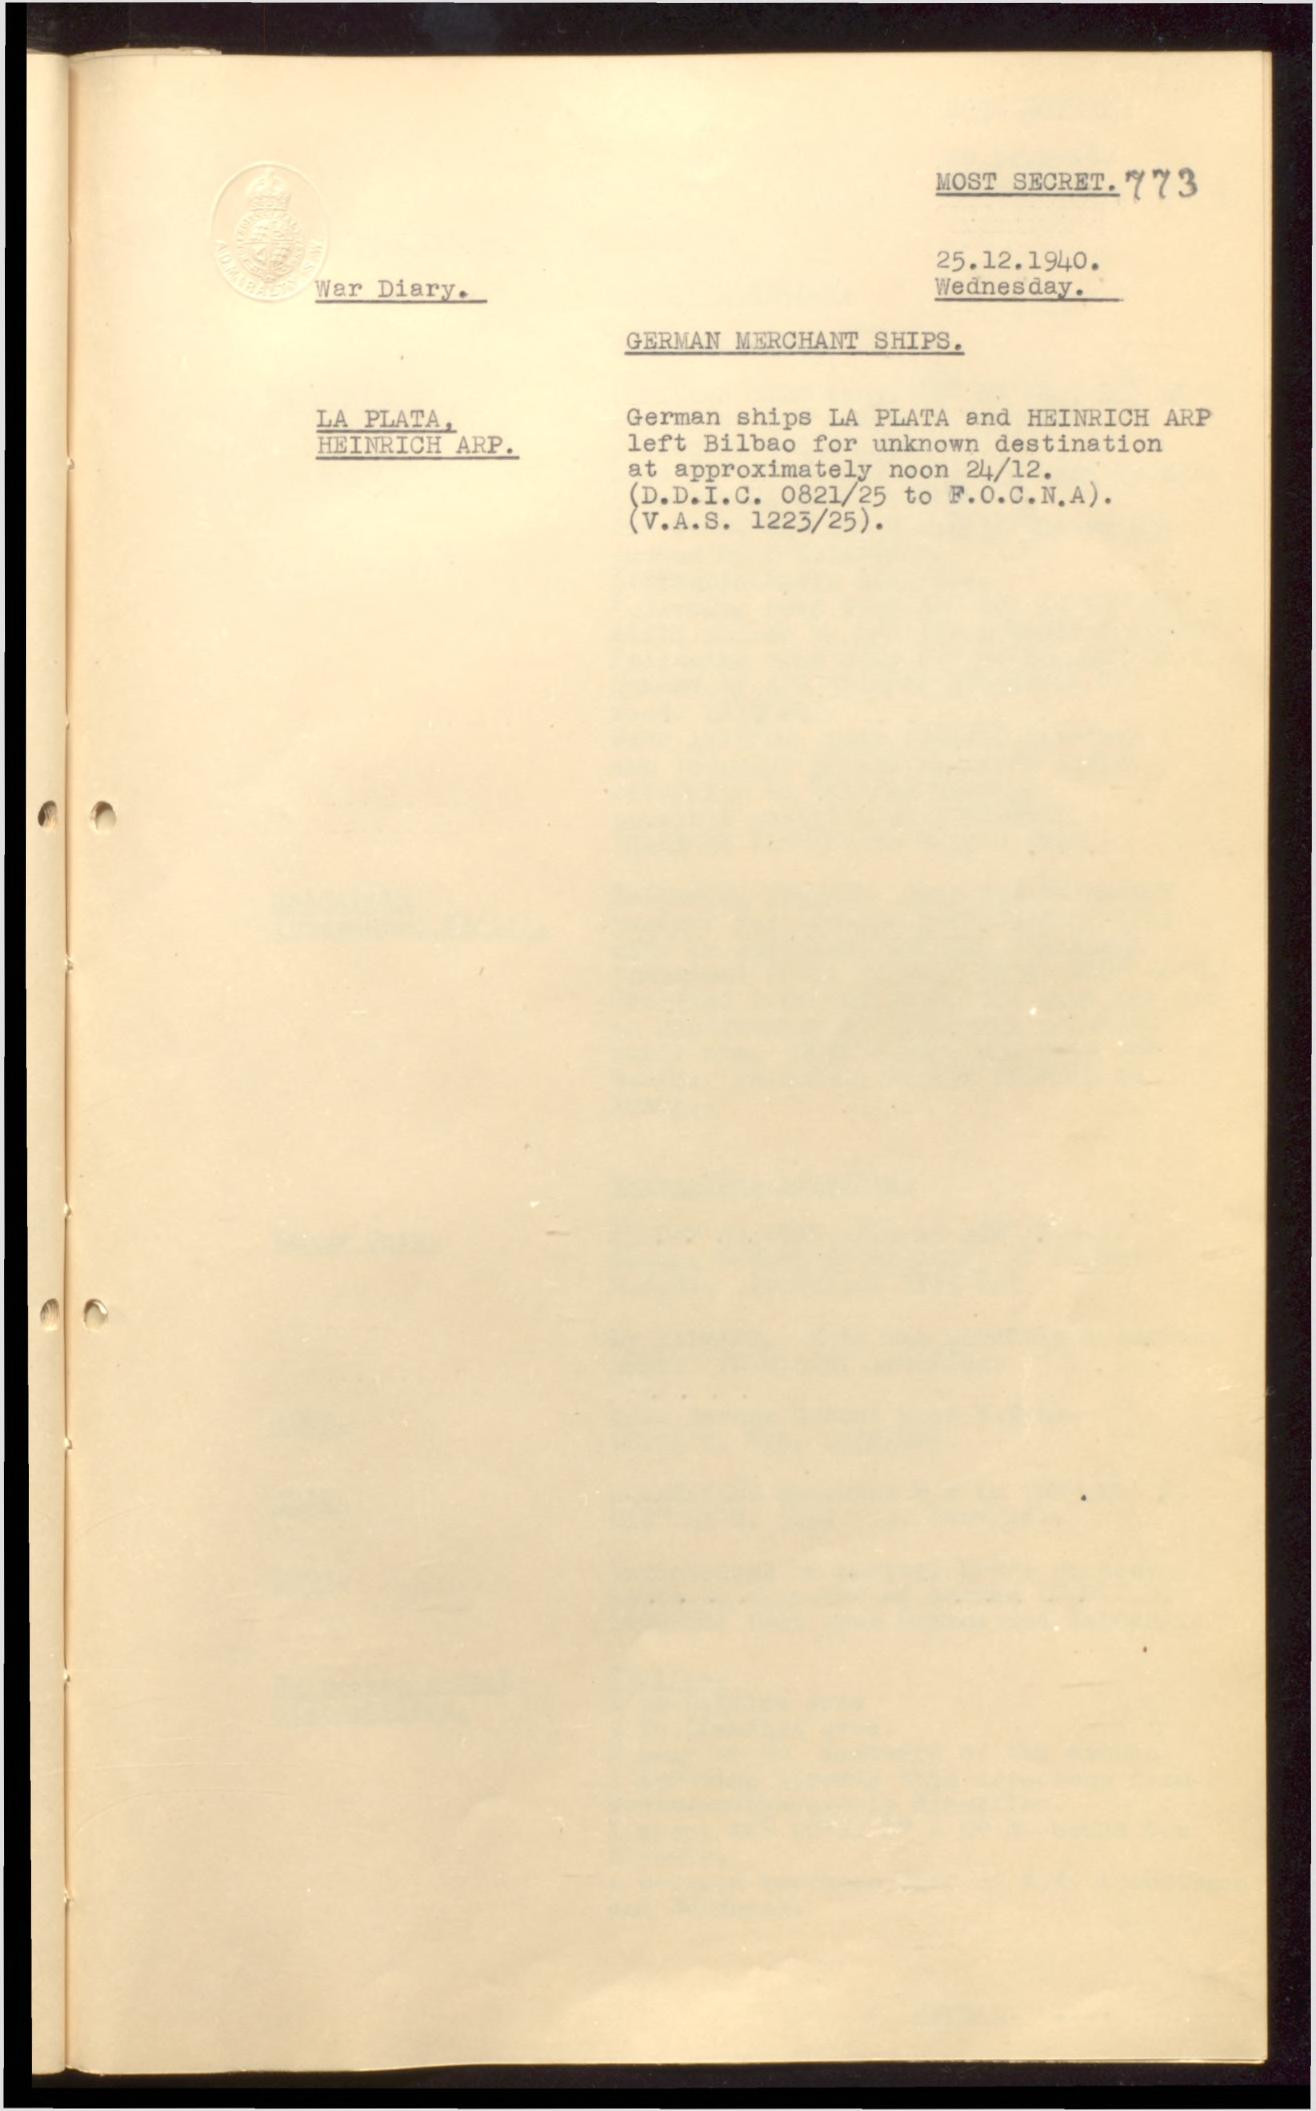 MOST SECRET. 773
25.12.1940.
War Diary. Wednesday.
GERMAN MERCHANT SHIPS.
LA PLATA,
HEINRICH ARP.
German ships LA PLATA and HEINRICH ARP
left Bilbao for unknown destination
at approximately noon 24/12.
(D.D.I.C. 0821/25 to F.O.C.N.A).
(V.A.S. 1223/25).
ADMIRALTY S.W.